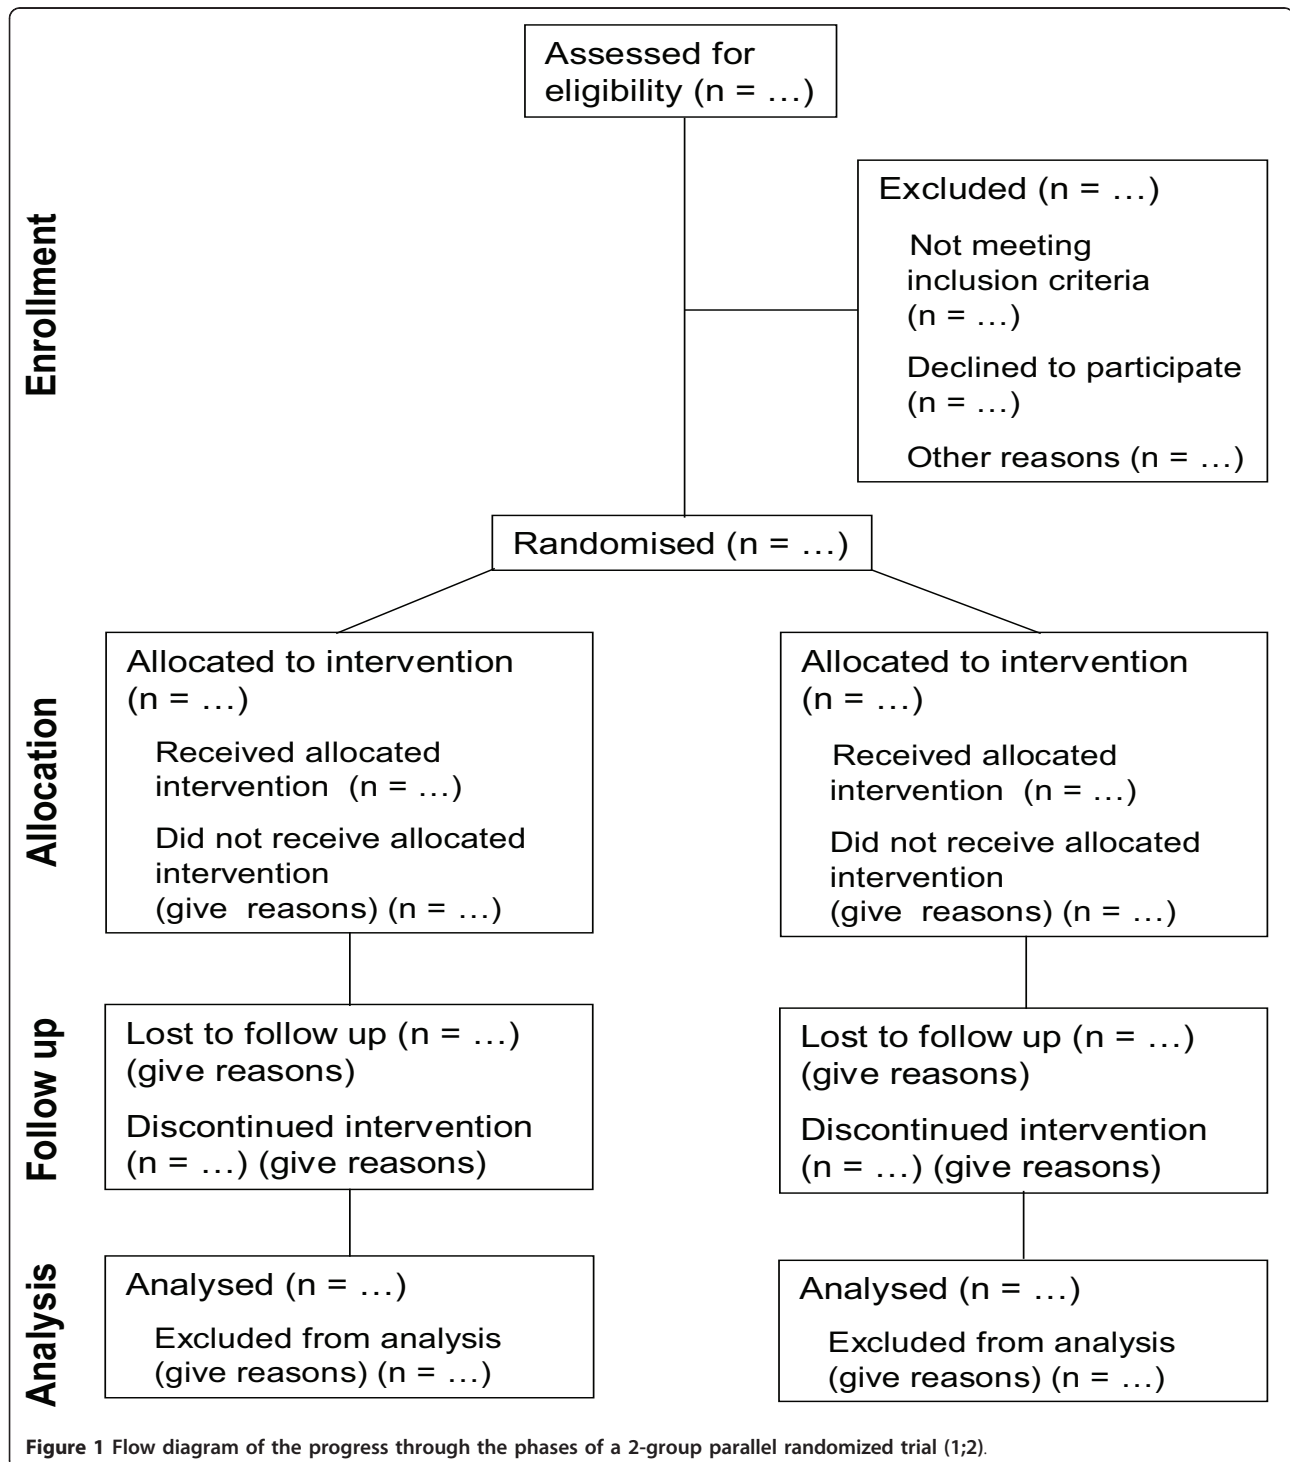 Assessed for
eligibility (n = …)
Enrollment
Excluded (n = …)
Not meeting
inclusion criteria
(n = …)
Declined to participate
(n = …)
Other reasons (n = …)
Randomised (n = …)
Allocation
Allocated to intervention
(n = …)
Received allocated
intervention (n = …)
Did not receive allocated
intervention
(give reasons) (n = …)
Allocated to intervention
(n = …)
Received allocated
intervention (n = …)
Did not receive allocated
intervention
(give reasons) (n = …)
Follow up
Lost to follow up (n = …)
(give reasons)
Discontinued intervention
(n = …) (give reasons)
Lost to follow up (n = …)
(give reasons)
Discontinued intervention
(n = …) (give reasons)
Analysis
Analysed (n = …)
Excluded from analysis
(give reasons) (n = …)
Analysed (n = …)
Excluded from analysis
(give reasons) (n = …)
Figure 1 Flow diagram of the progress through the phases of a 2-group parallel randomized trial (1;2).